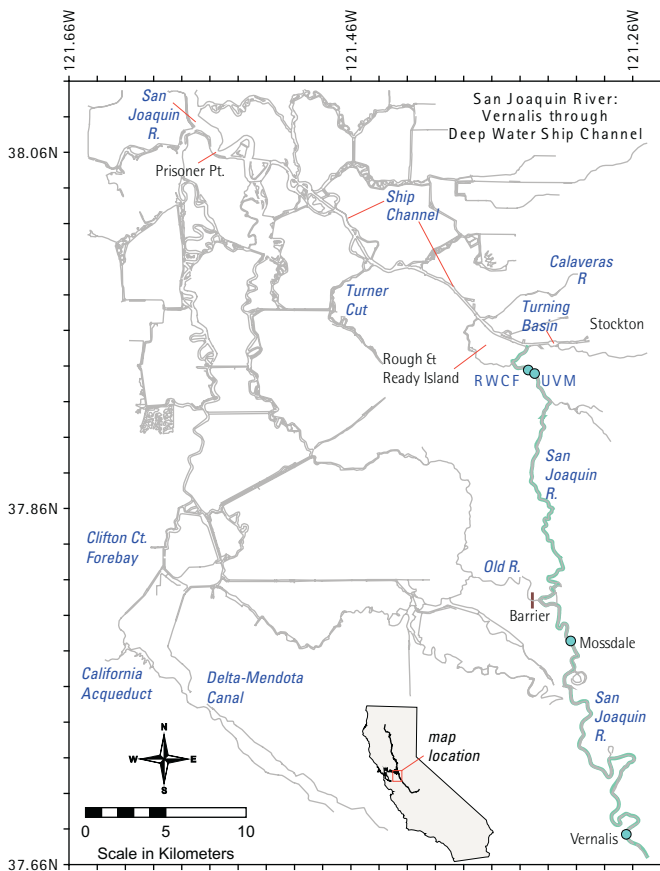 121.66W
121.46W
121.26W
San Joaquin River:
Vernalis through
Deep Water Ship Channel
San
Joaquin
R.
38.06N
Prisoner Pt.
Ship
Channel
Calaveras
R
Turner
Cut
Turning
Basin
Stockton
Rough &
Ready Island
RWCF
UVM
San
Joaquin
R.
37.86N
Clifton Ct.
Forebay
Old R.
Barrier
Mossdale
California
Acqueduct
Delta-Mendota
Canal
San
Joaquin
R.
N
W
E
S
map
location
0
5
10
Scale in Kilometers
Vernalis
37.66N